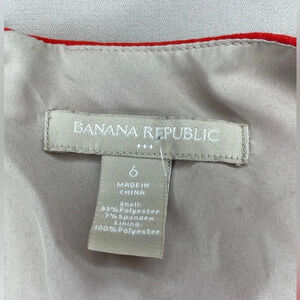 BANANA REPUBLIC
6
MADE IN
CHINA
Shell:
93% Polyester
7% Spandex
Lining:
100% Polyester